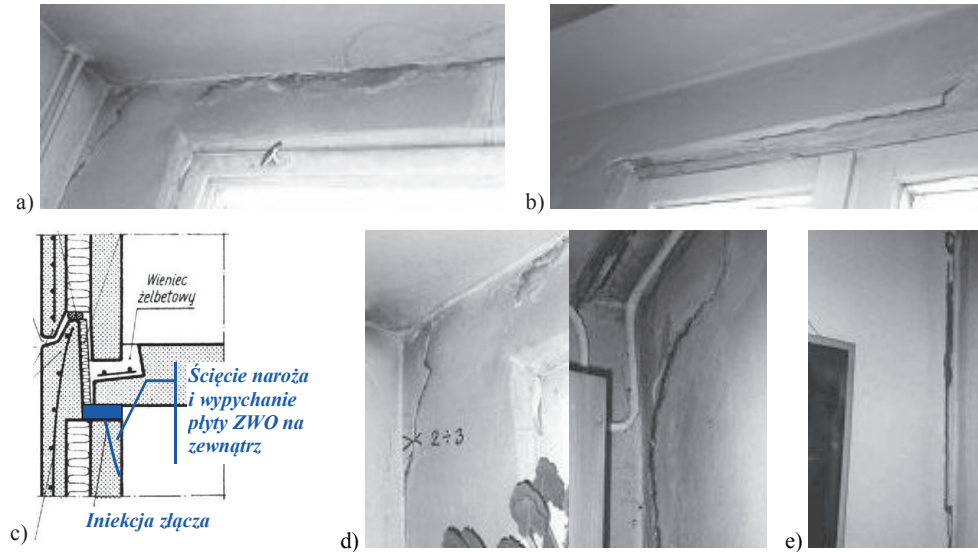 a)
b)
Wieniec
żelbetowy
Ścięcie naroża
i wypychanie
płyty ZWO na
zewnątrz
Iniekcja złącza
c)
2÷3
d)
e)